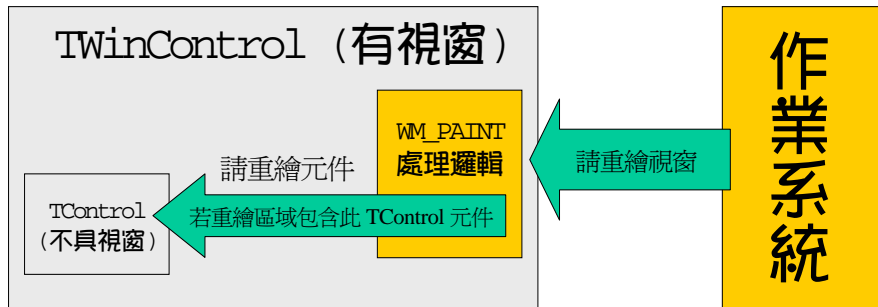 TWinControl (有視窗)
WM_PAINT
處理邏輯
請重繪元件
若重繪區域包含此 TControl 元件
TControl
(不具視窗)
請重繪視窗
作業系統